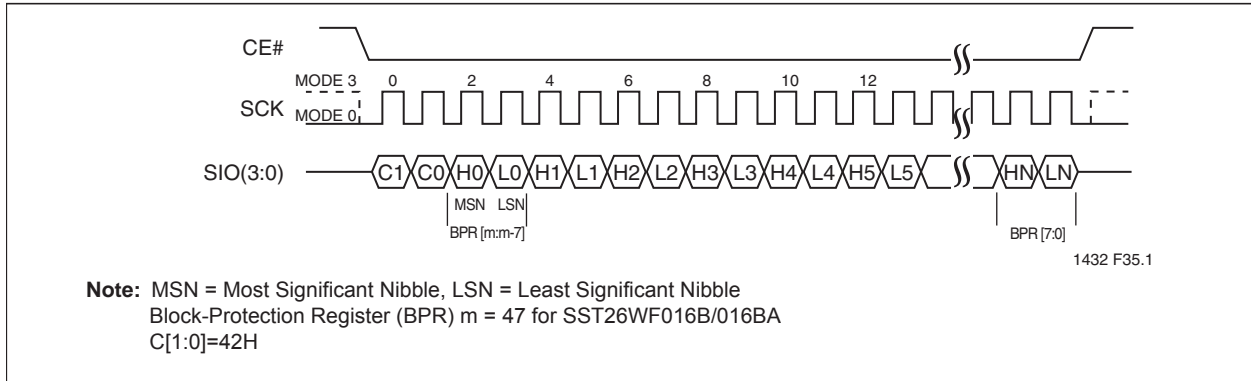 CE#
MODE 3 0 2 4 6 8 10 12
SCK
MODE 0
SIO(3:0) C1 C0 H0 L0 H1 L1 H2 L2 H3 L3 H4 L4 H5 L5 HN LN
MSN LSN
BPR [m:m-7] BPR [7:0]
1432 F35.1
Note: MSN = Most Significant Nibble, LSN = Least Significant Nibble
Block-Protection Register (BPR) m = 47 for SST26WF016B/016BA
C[1:0]=42H